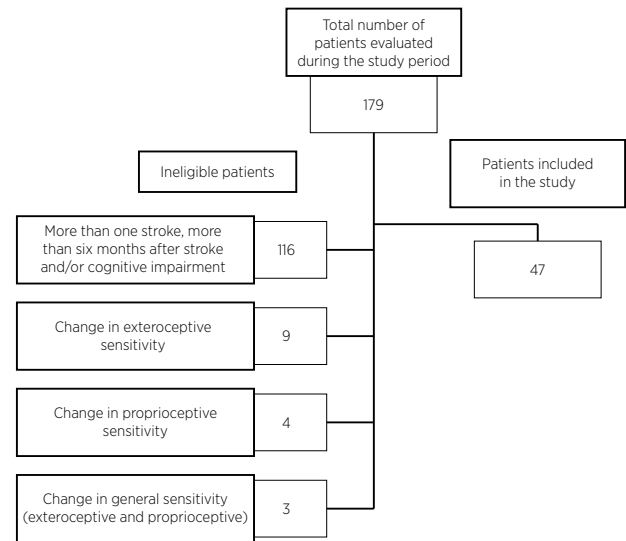 Total number of
patients evaluated
during the study period
179
Ineligible patients
Patients included
in the study
More than one stroke, more
than six months after stroke
and/or cognitive impairment
116
47
Change in exteroceptive
sensitivity
9
Change in proprioceptive
sensitivity
4
Change in general sensitivity
(exteroceptive and proprioceptive)
3